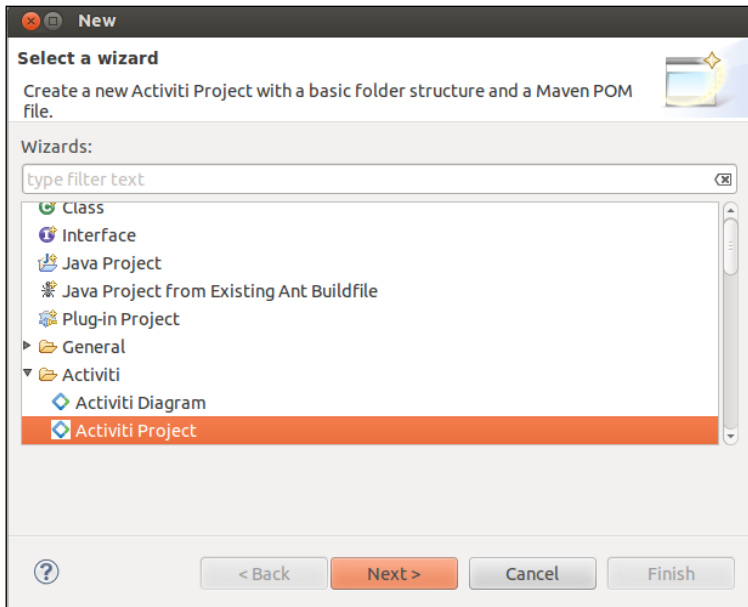 New
Select a wizard
Create a new Activiti Project with a basic folder structure and a Maven POM
file.
Wizards:
type filter text
Class
Interface
Java Project
Java Project from Existing Ant Buildfile
Plug-in Project
General
Activiti
Activiti Diagram
Activiti Project
< Back Next > Cancel Finish